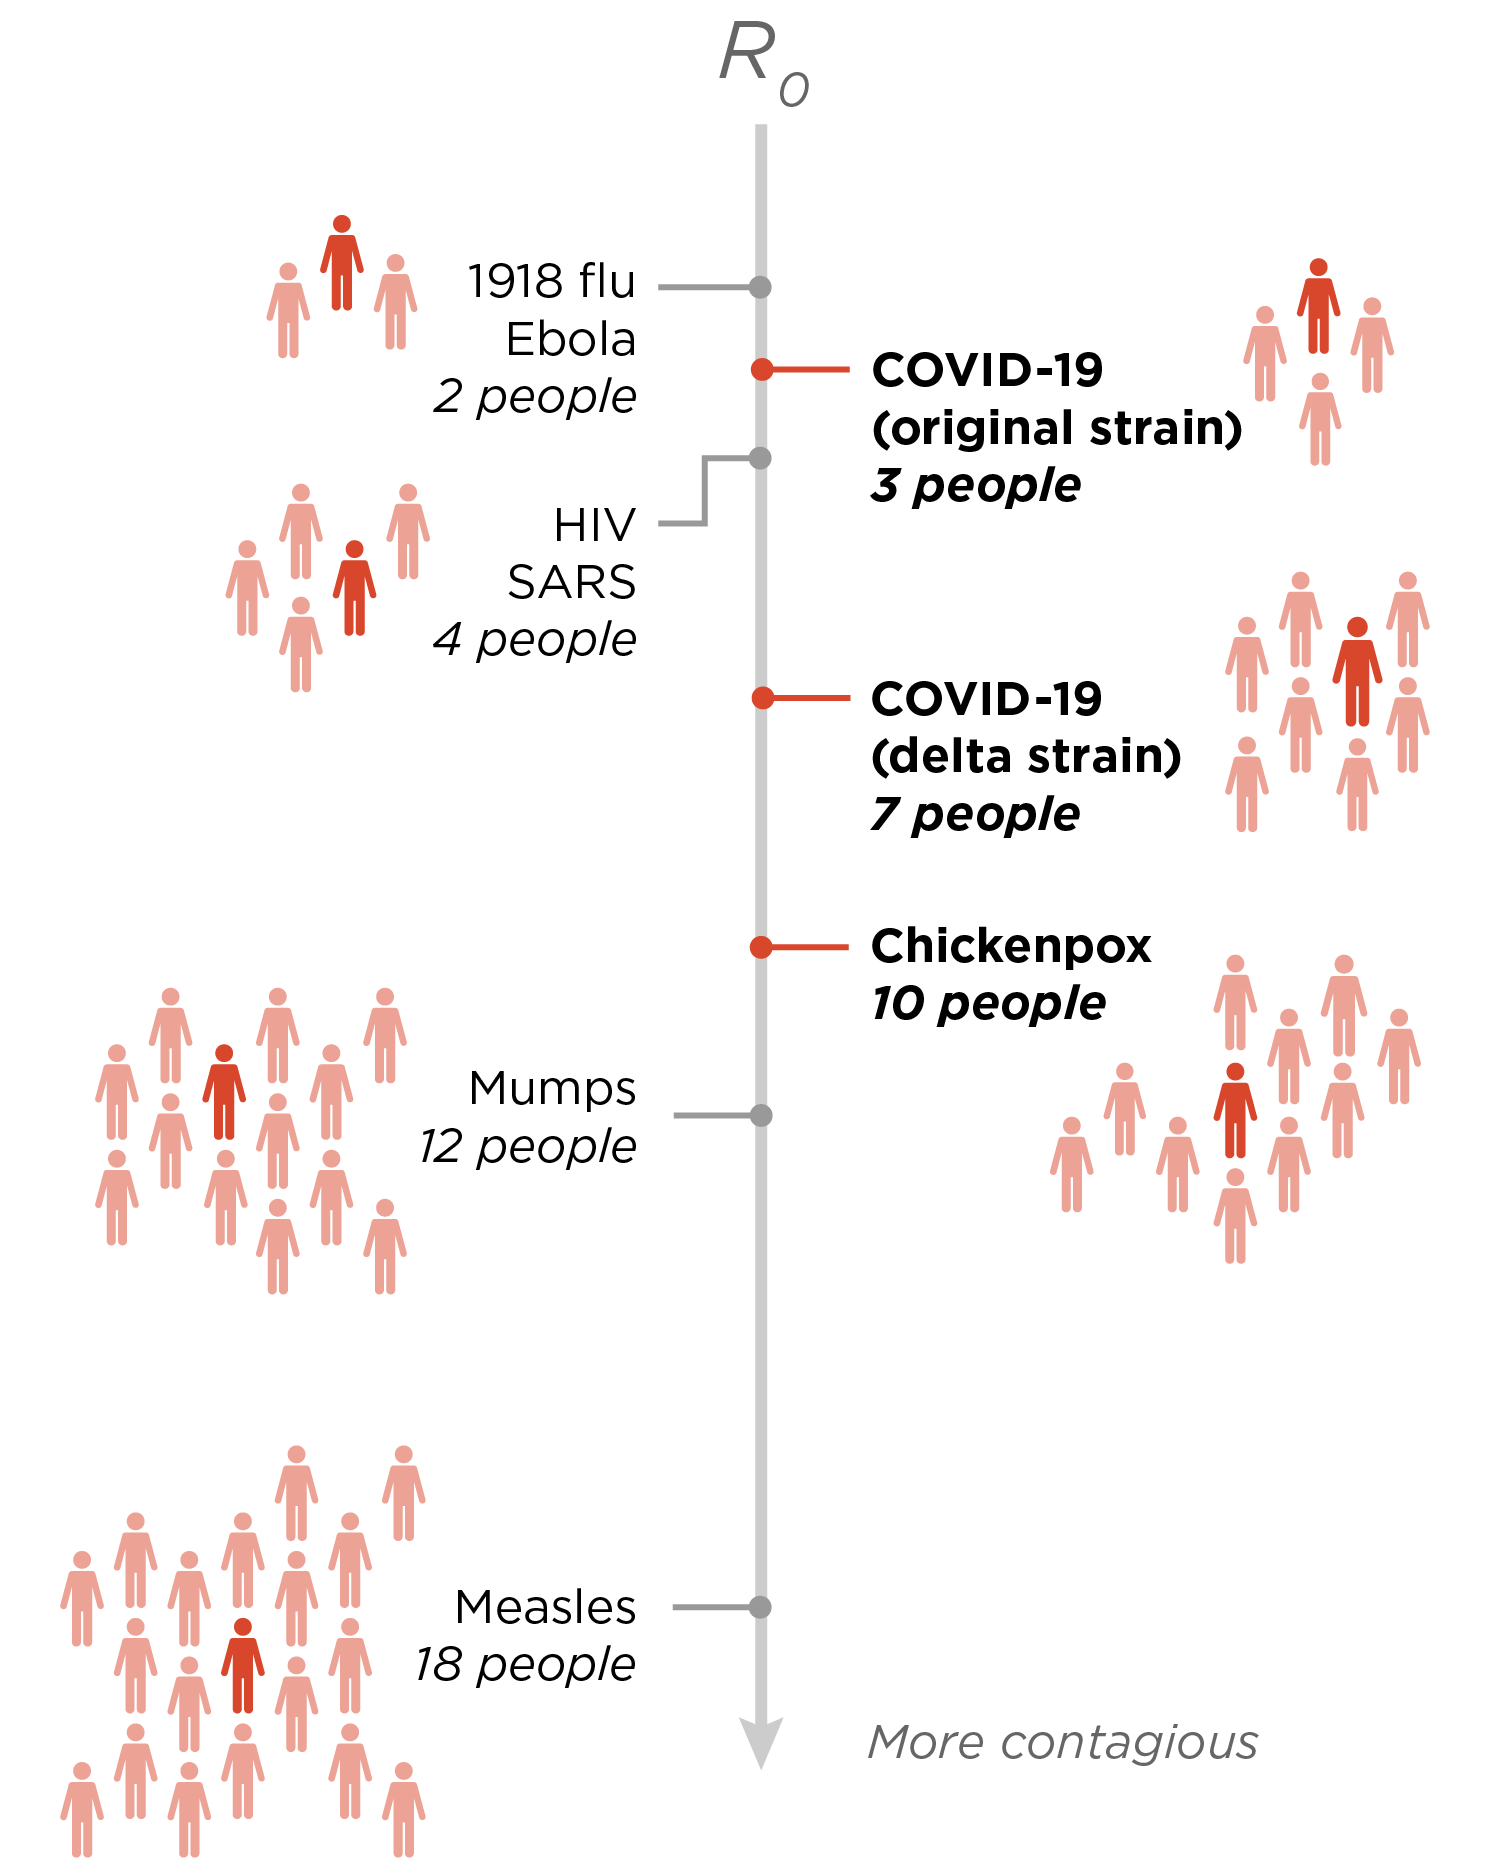 R0
1918 flu
Ebola
2 people
COVID-19
(original strain)
3 people
HIV
SARS
4 people
COVID-19
(delta strain)
7 people
Chickenpox
10 people
Mumps
12 people
Measles
18 people
More contagious